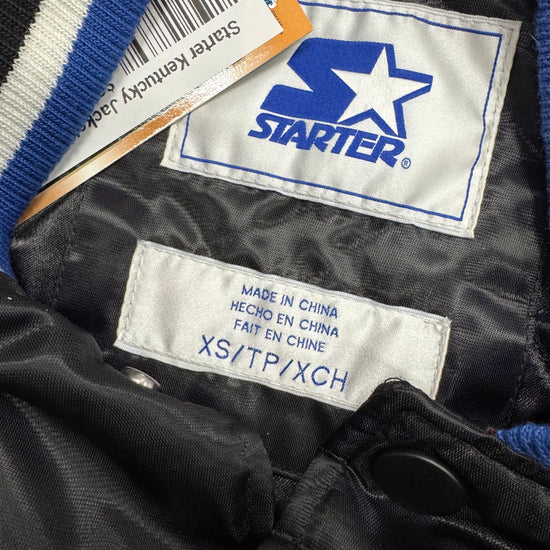 Starter Kentucky Jack
STARTER®
MADE IN CHINA
HECHO EN CHINA
FAIT EN CHINE
XS/TP/XCH